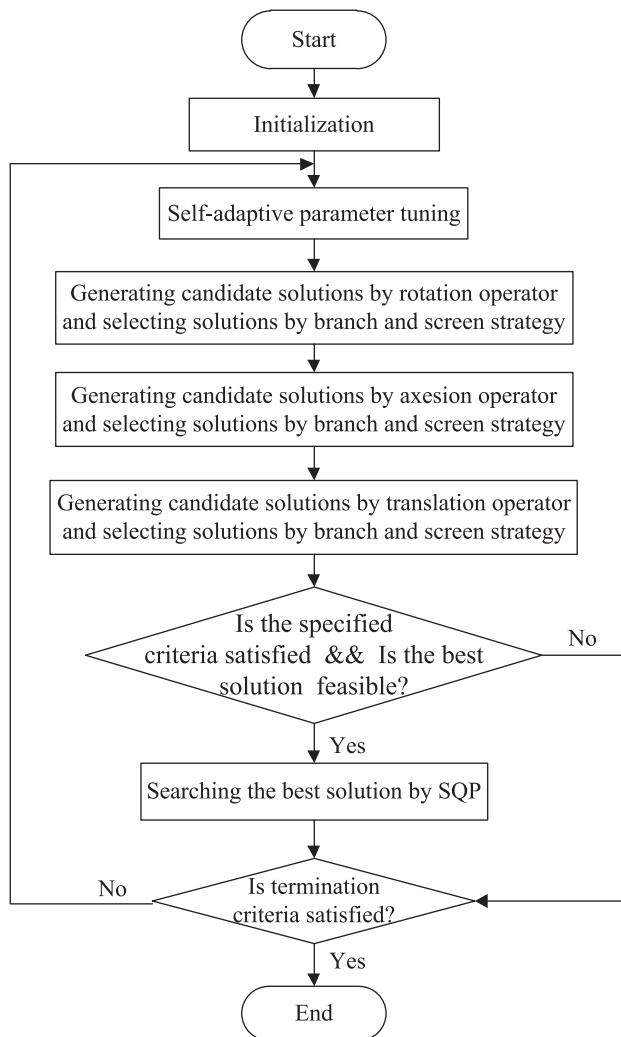 Start
Initialization
Self-adaptive parameter tuning
Generating candidate solutions by rotation operator
and selecting solutions by branch and screen strategy
Generating candidate solutions by axesion operator
and selecting solutions by branch and screen strategy
Generating candidate solutions by translation operator
and selecting solutions by branch and screen strategy
Is the specified
criteria satisfied && Is the best
solution feasible?
No
Yes
Searching the best solution by SQP
Is termination
criteria satisfied?
No
Yes
End